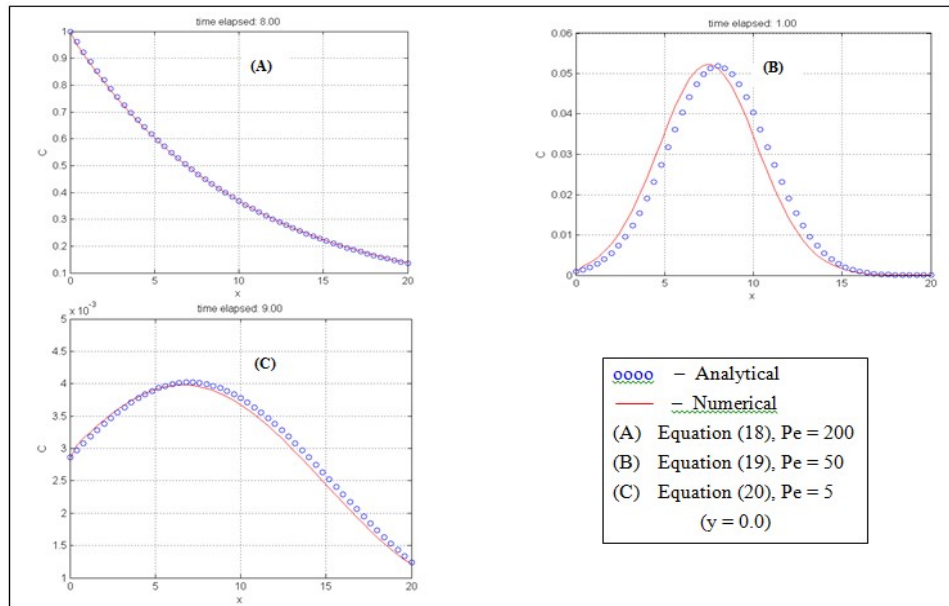 time elapsed: 8.00
(A)
1
0.9
0.8
0.7
0.6
0.5
0.4
0.3
0.2
0.1
C
0 5 10 15 20
x
time elapsed: 1.00
(B)
0.06
0.05
0.04
0.03
0.02
0.01
0
C
0 5 10 15 20
x
x 10⁻³
time elapsed: 9.00
(C)
5
4.5
4
3.5
3
2.5
2
1.5
1
C
0 5 10 15 20
x
oooo – Analytical
– Numerical
(A) Equation (18), Pe = 200
(B) Equation (19), Pe = 50
(C) Equation (20), Pe = 5
(y = 0.0)